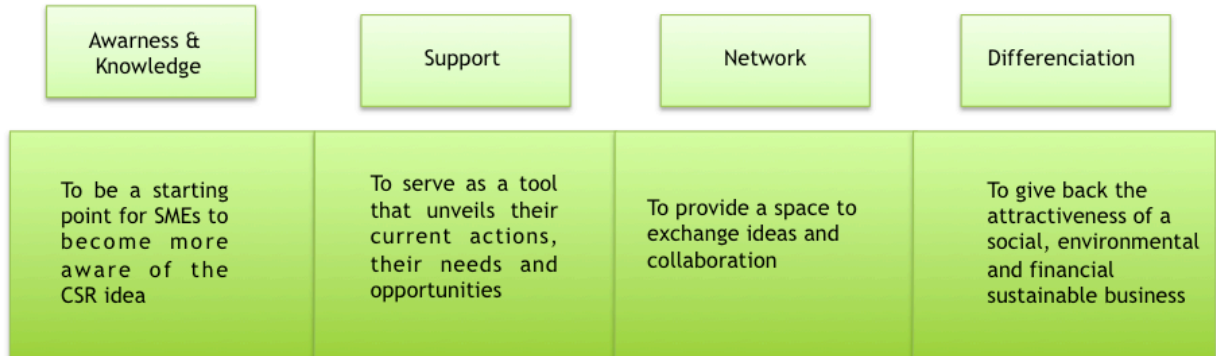 Awarness &
Knowledge
Support
Network
Differenciation
To be a starting
point for SMEs to
become more
aware of the
CSR idea
To serve as a tool
that unveils their
current actions,
their needs and
opportunities
To provide a space to
exchange ideas and
collaboration
To give back the
attractiveness of a
social, environmental
and financial
sustainable business